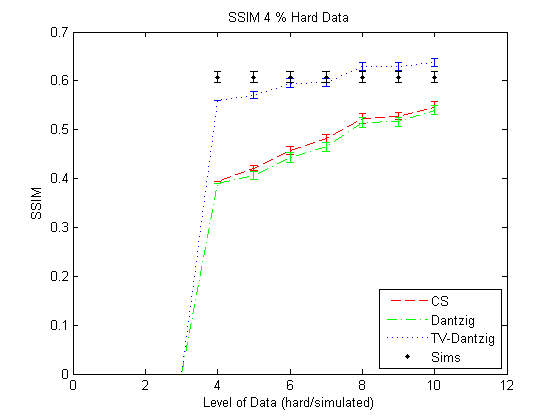 SSIM 4 % Hard Data
0.7
0.6
0.5
0.4
0.3
0.2
0.1
0
SSIM
0 2 4 6 8 10 12
Level of Data (hard/simulated)
CS
Dantzig
TV-Dantzig
Sims